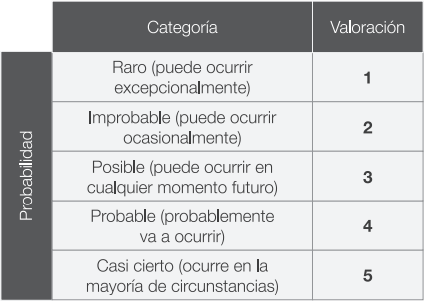 Categoría
Valoración
Probabilidad
Raro (puede ocurrir
excepcionalmente)
1
Improbable (puede ocurrir
ocasionalmente)
2
Posible (puede ocurrir en
cualquier momento futuro)
3
Probable (probablemente
va a ocurrir)
4
Casi cierto (ocurre en la
mayoría de circunstancias)
5